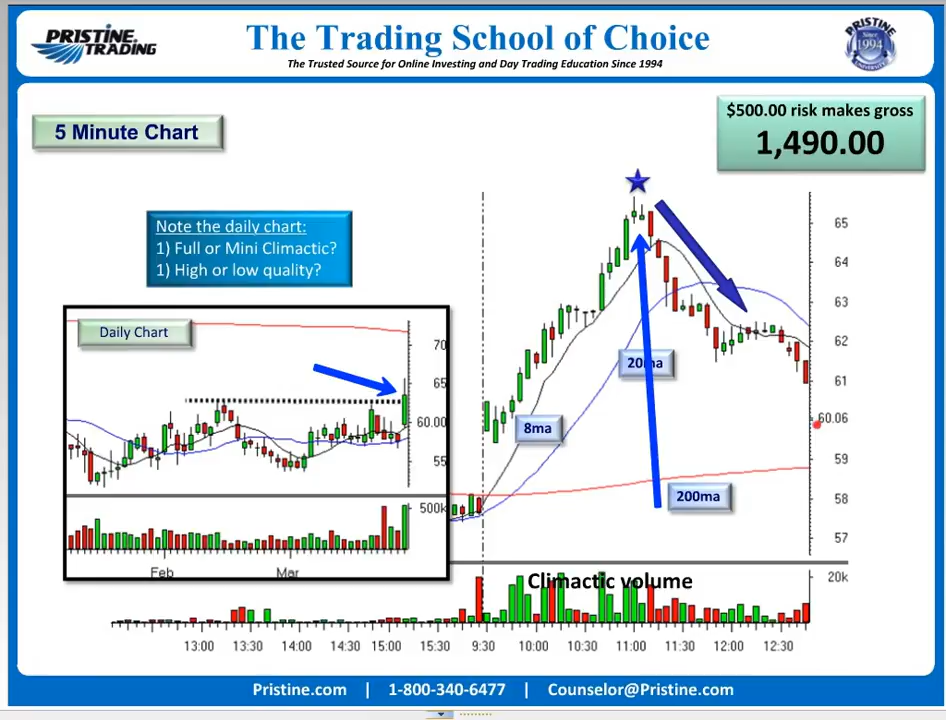 PRISTINE TRADING
The Trading School of Choice
The Trusted Source for Online Investing and Day Trading Education Since 1994
PRISTINE
Since
1994
UNIVERSITY
5 Minute Chart
$500.00 risk makes gross
1,490.00
Note the daily chart:
1) Full or Mini Climactic?
1) High or low quality?
Daily Chart
70
65
60.00
55
500k
Feb Mar
65
64
63
62
61
60.06
59
58
57
20k
20ma
8ma
200ma
Climactic volume
13:00 13:30 14:00 14:30 15:00 15:30 9:30 10:00 10:30 11:00 11:30 12:00 12:30
Pristine.com | 1-800-340-6477 | Counselor@Pristine.com